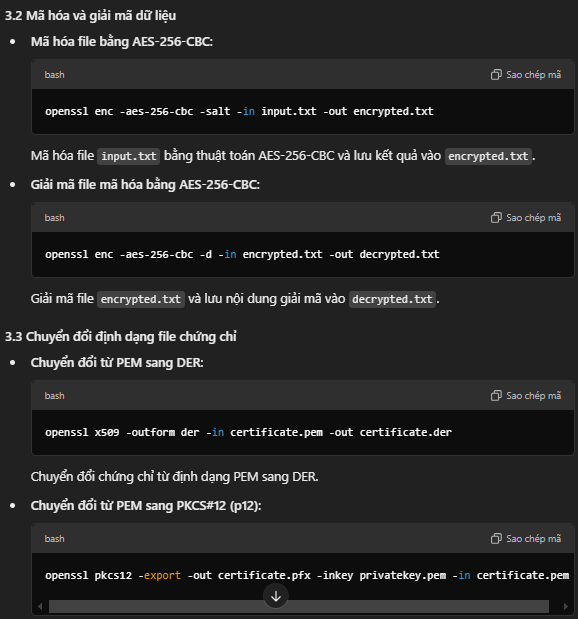 3.2 Mã hóa và giải mã dữ liệu
• Mã hóa file bằng AES-256-CBC:
bash Sao chép mã
openssl enc -aes-256-cbc -salt -in input.txt -out encrypted.txt
Mã hóa file input.txt bằng thuật toán AES-256-CBC và lưu kết quả vào encrypted.txt.
• Giải mã file mã hóa bằng AES-256-CBC:
bash Sao chép mã
openssl enc -aes-256-cbc -d -in encrypted.txt -out decrypted.txt
Giải mã file encrypted.txt và lưu nội dung giải mã vào decrypted.txt.
3.3 Chuyển đổi định dạng file chứng chỉ
• Chuyển đổi từ PEM sang DER:
bash Sao chép mã
openssl x509 -outform der -in certificate.pem -out certificate.der
Chuyển đổi chứng chỉ từ định dạng PEM sang DER.
• Chuyển đổi từ PEM sang PKCS#12 (p12):
bash Sao chép mã
openssl pkcs12 -export -out certificate.pfx -inkey privatekey.pem -in certificate.pem